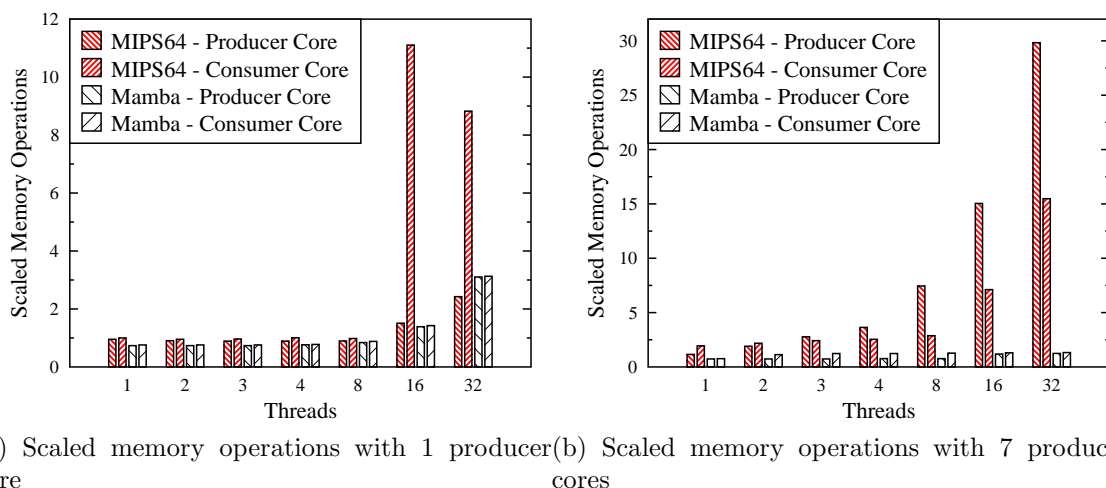 12
10
8
6
4
2
0
Scaled Memory Operations
MIPS64 - Producer Core
MIPS64 - Consumer Core
Mamba - Producer Core
Mamba - Consumer Core
1 2 3 4 8 16 32
Threads
30
25
20
15
10
5
0
Scaled Memory Operations
MIPS64 - Producer Core
MIPS64 - Consumer Core
Mamba - Producer Core
Mamba - Consumer Core
1 2 3 4 8 16 32
Threads
) Scaled memory operations with 1 producer
re
(b) Scaled memory operations with 7 produc
cores